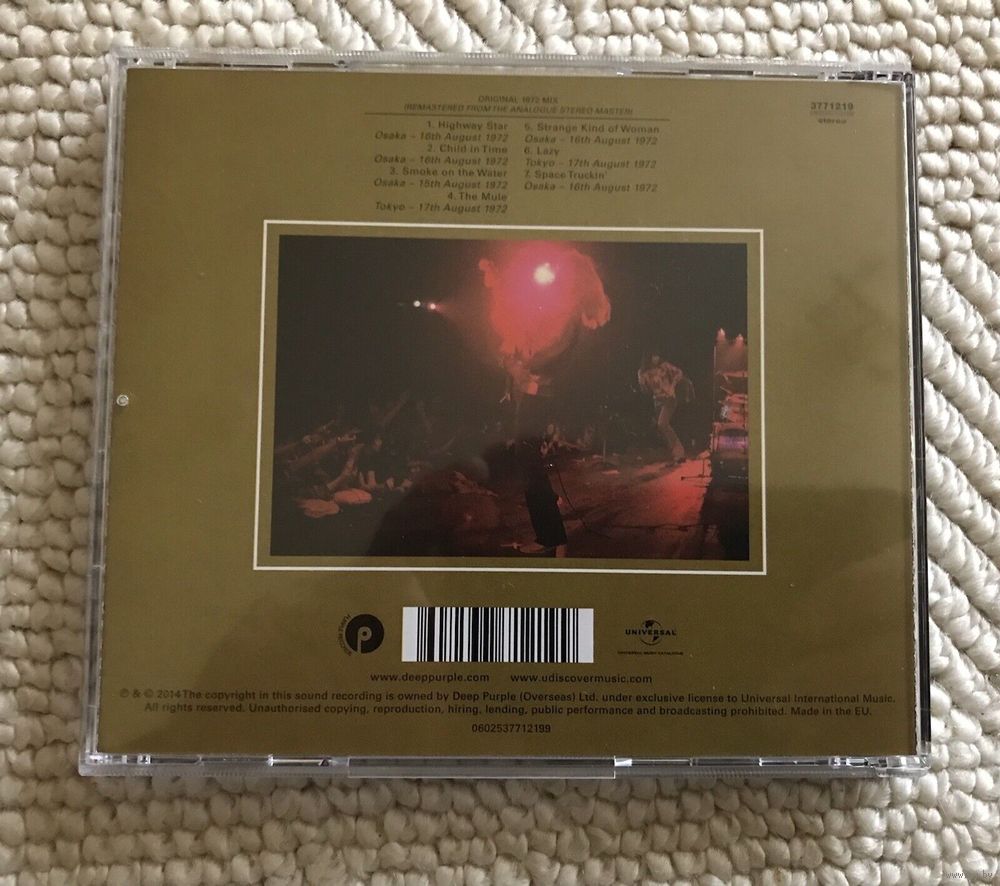 ORIGINAL 1972 MIX
(REMASTERED FROM THE ANALOGUE STEREO MASTER)
3771219
stereo
1. Highway Star
Osaka – 16th August 1972
2. Child in Time
Osaka – 16th August 1972
3. Smoke on the Water
Osaka – 15th August 1972
4. The Mule
Tokyo – 17th August 1972
5. Strange Kind of Woman
Osaka – 16th August 1972
6. Lazy
Tokyo – 17th August 1972
7. Space Truckin'
Osaka – 16th August 1972
UNIVERSAL
UNIVERSAL MUSIC CATALOGUE
www.deeppurple.com www.udiscovermusic.com
℗ & © 2014 The copyright in this sound recording is owned by Deep Purple (Overseas) Ltd. under exclusive license to Universal International Music.
All rights reserved. Unauthorised copying, reproduction, hiring, lending, public performance and broadcasting prohibited. Made in the EU.
0602537712199